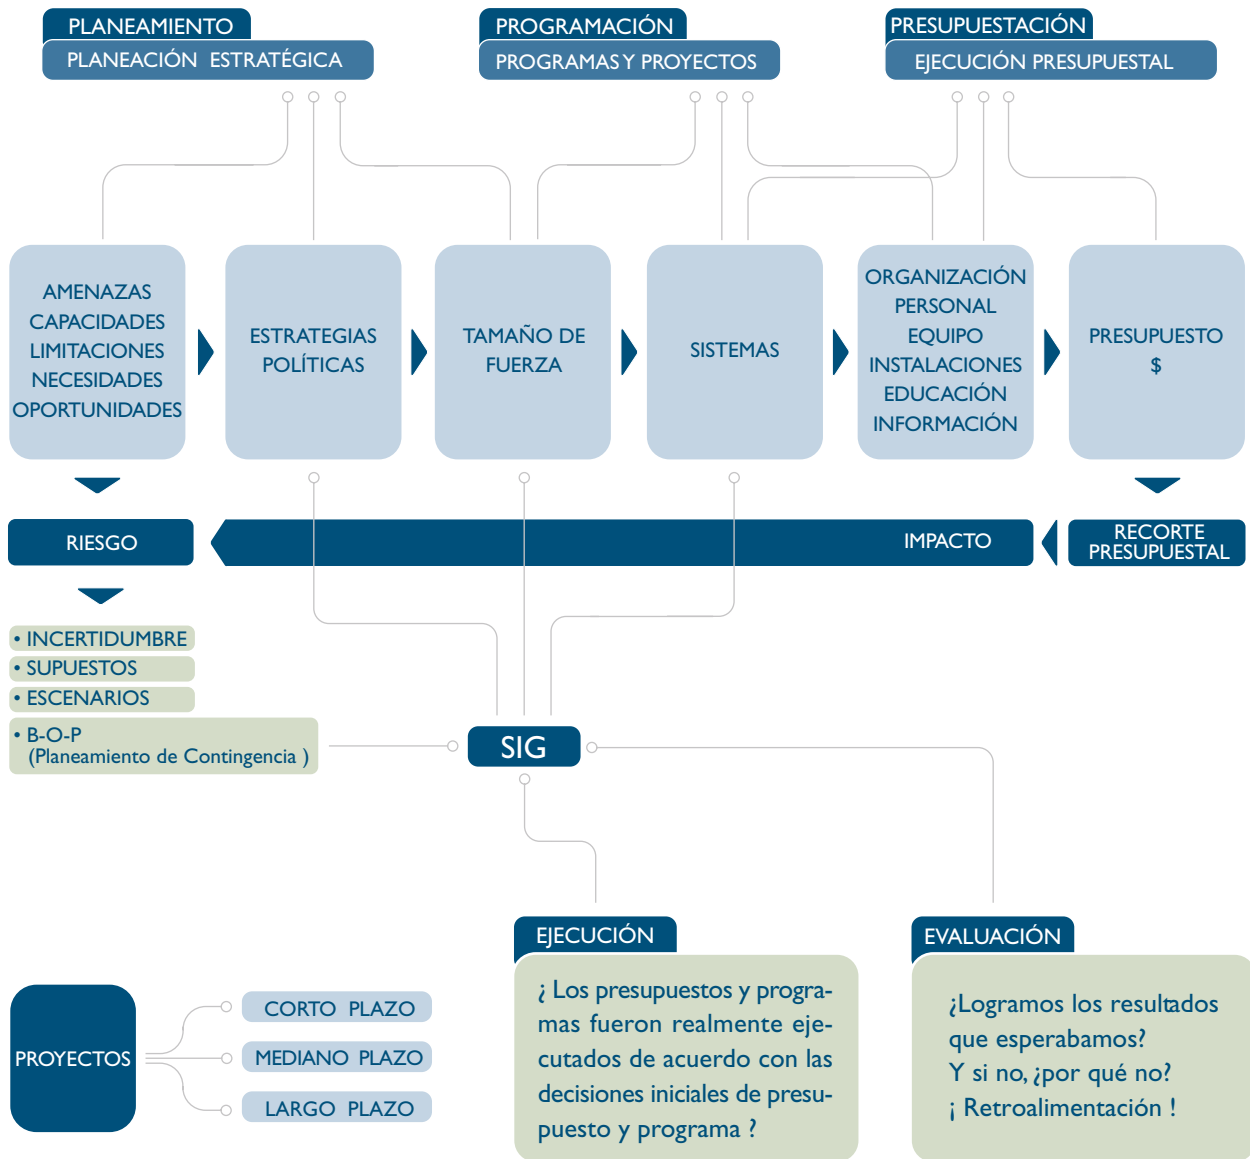 PLANEAMIENTO
PLANEACIÓN ESTRATÉGICA
PROGRAMACIÓN
PROGRAMAS Y PROYECTOS
PRESUPUESTACIÓN
EJECUCIÓN PRESUPUESTAL
AMENAZAS
CAPACIDADES
LIMITACIONES
NECESIDADES
OPORTUNIDADES
ESTRATEGIAS
POLÍTICAS
TAMAÑO DE
FUERZA
SISTEMAS
ORGANIZACIÓN
PERSONAL
EQUIPO
INSTALACIONES
EDUCACIÓN
INFORMACIÓN
PRESUPUESTO
$
RIESGO
IMPACTO
RECORTE
PRESUPUESTAL
• INCERTIDUMBRE
• SUPUESTOS
• ESCENARIOS
• B-O-P
(Planeamiento de Contingencia )
SIG
EJECUCIÓN
¿ Los presupuestos y progra-
mas fueron realmente eje-
cutados de acuerdo con las
decisiones iniciales de presu-
puesto y programa ?
EVALUACIÓN
¿Logramos los resultados
que esperabamos?
Y si no, ¿por qué no?
¡ Retroalimentación !
PROYECTOS
CORTO PLAZO
MEDIANO PLAZO
LARGO PLAZO